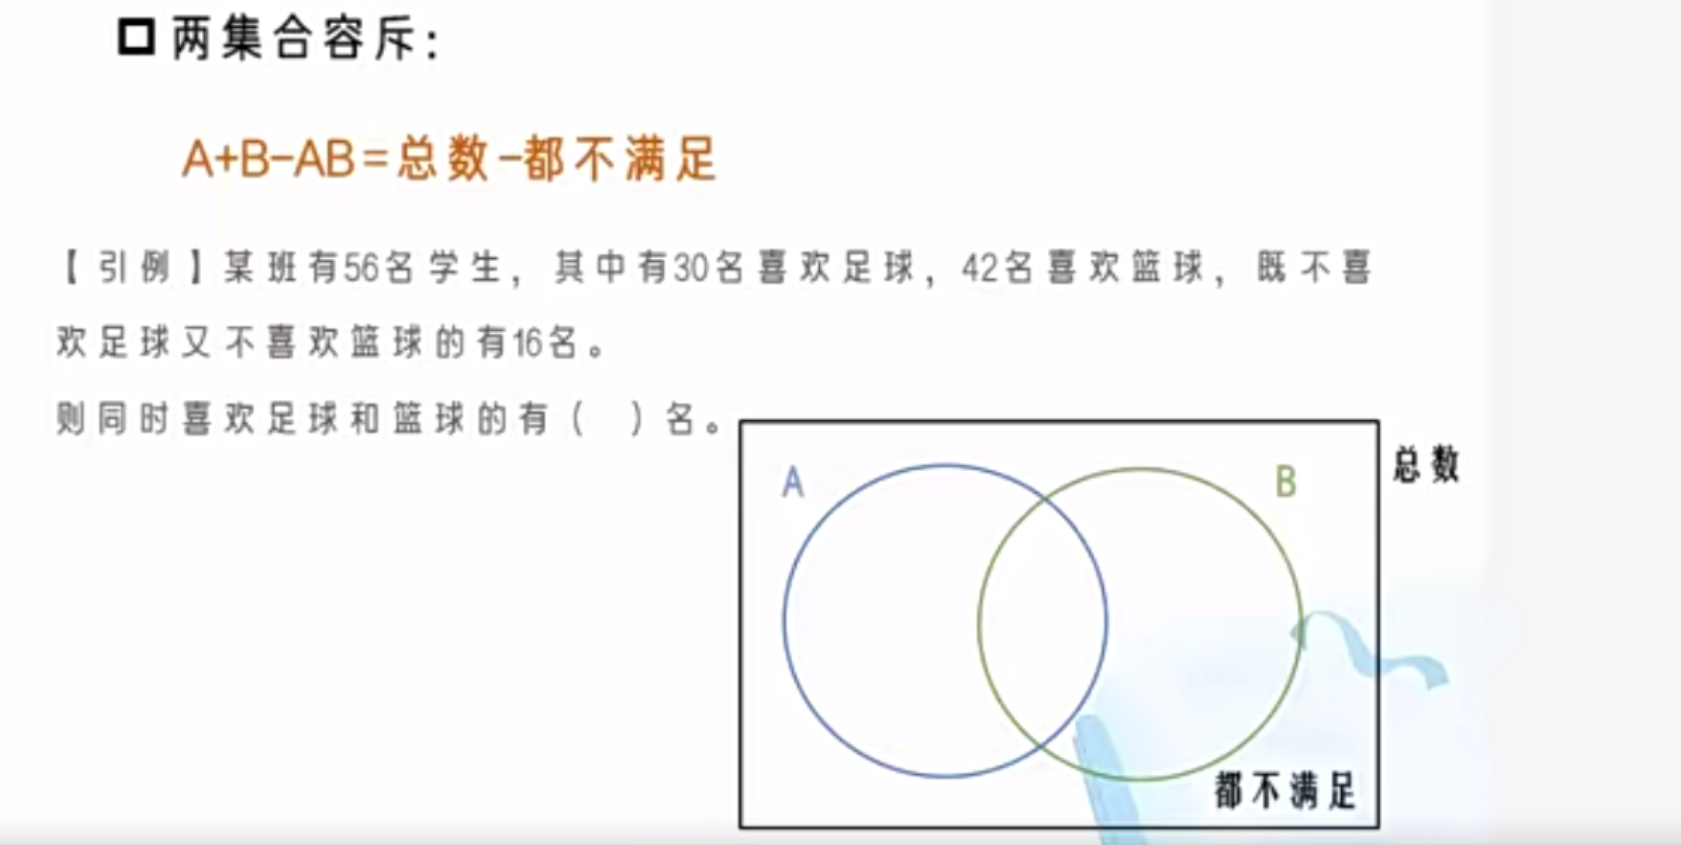 两集合容斥：
A+B-AB=总数-都不满足
【引例】某班有56名学生，其中有30名喜欢足球，42名喜欢篮球，既不喜
欢足球又不喜欢篮球的有16名。
则同时喜欢足球和篮球的有（ ）名。
总数
A
B
都不满足